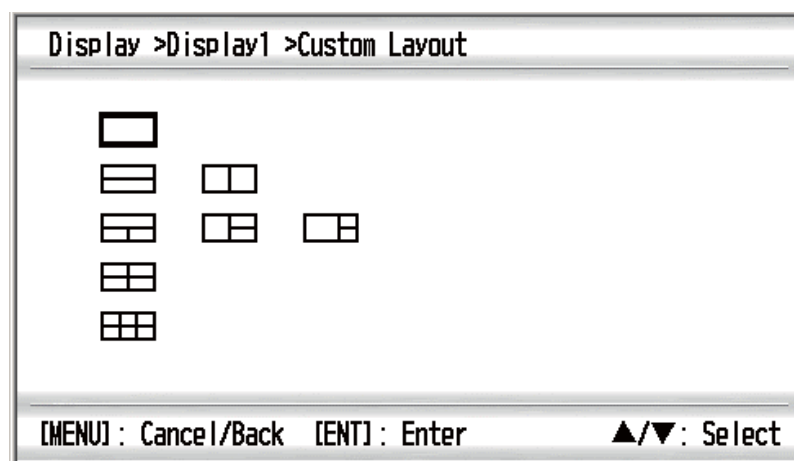 Display >Display1 >Custom Layout
[MENU]: Cancel/Back [ENT]: Enter ▲/▼: Select